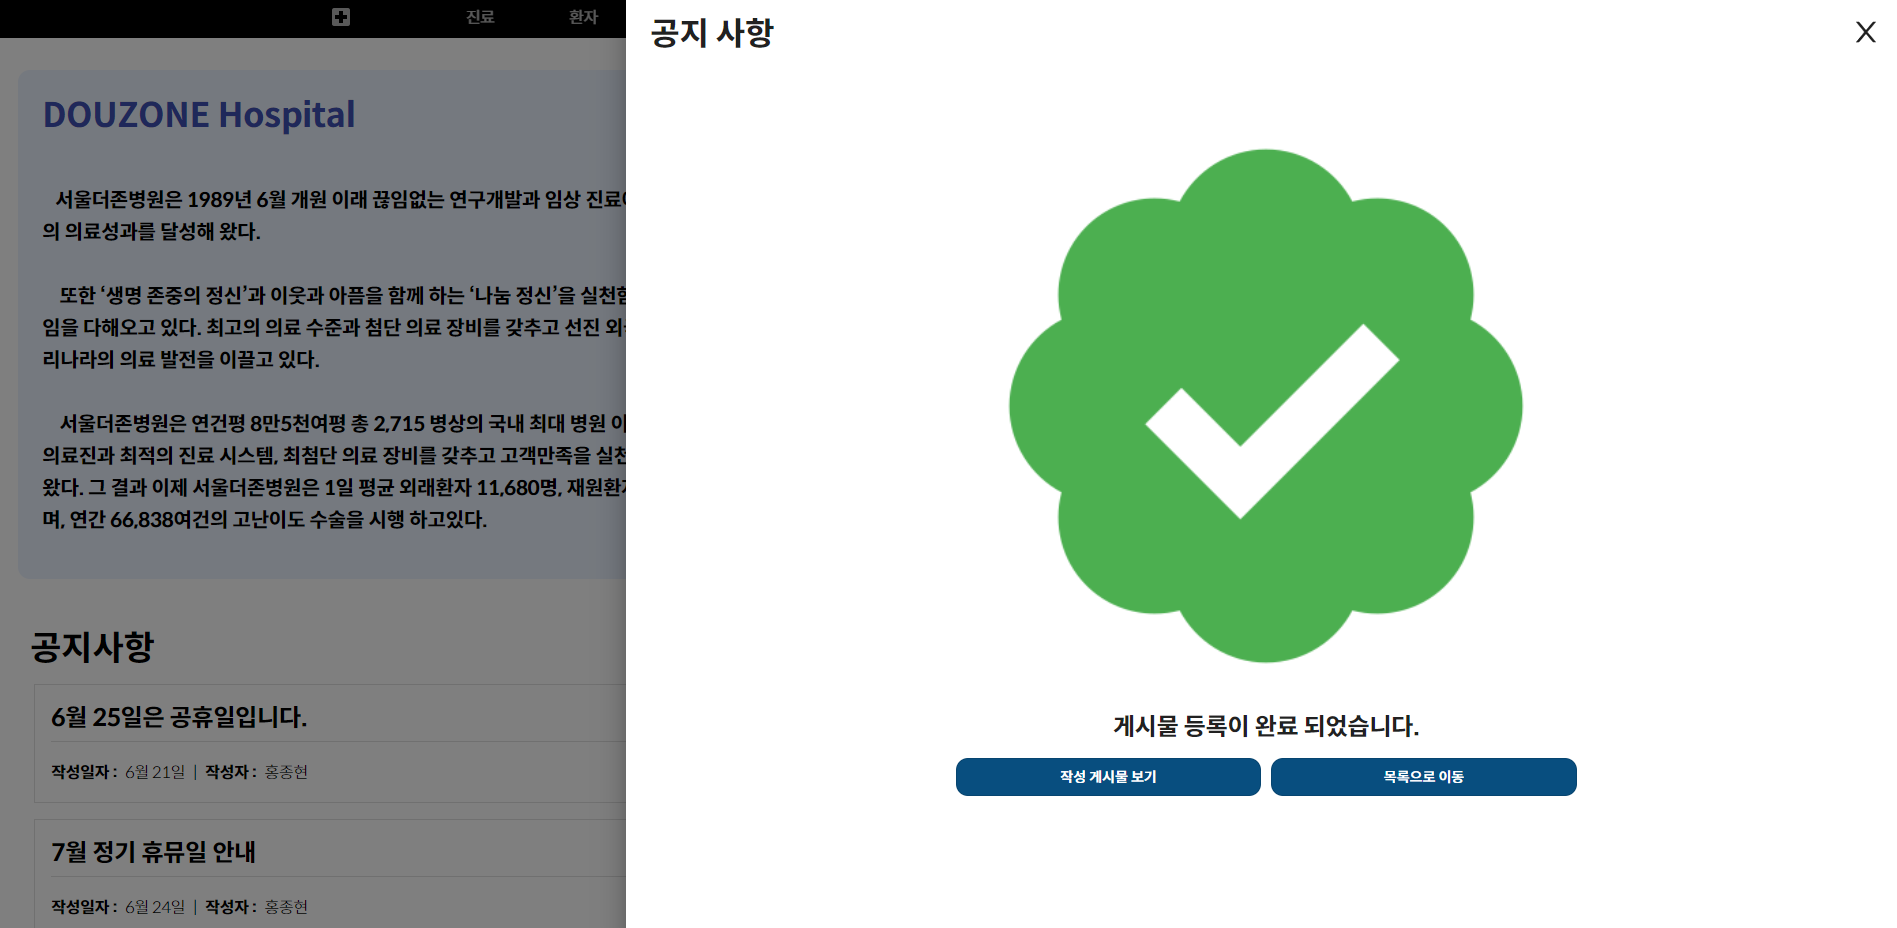 진료 환자
DOUZONE Hospital
서울더존병원은 1989년 6월 개원 이래 끊임없는 연구개발과 임상 진료
의 의료성과를 달성해 왔다.
또한 ‘생명 존중의 정신’과 이웃과 아픔을 함께 하는 ‘나눔 정신’을 실천
임을 다해오고 있다. 최고의 의료 수준과 첨단 의료 장비를 갖추고 선진
리나라의 의료 발전을 이끌고 있다.
서울더존병원은 연건평 8만5천여평 총 2,715 병상의 국내 최대 병원
의료진과 최적의 진료 시스템, 최첨단 의료 장비를 갖추고 고객만족을 실천
왔다. 그 결과 이제 서울더존병원은 1일 평균 외래환자 11,680명, 재원환
며, 연간 66,838여건의 고난이도 수술을 시행 하고있다.
공지사항
6월 25일은 공휴일입니다.
작성일자 : 6월 21일 | 작성자 : 홍종현
7월 정기 휴뮤일 안내
작성일자 : 6월 24일 | 작성자 : 홍종현
공지 사항
X
게시물 등록이 완료 되었습니다.
작성 게시물 보기
목록으로 이동